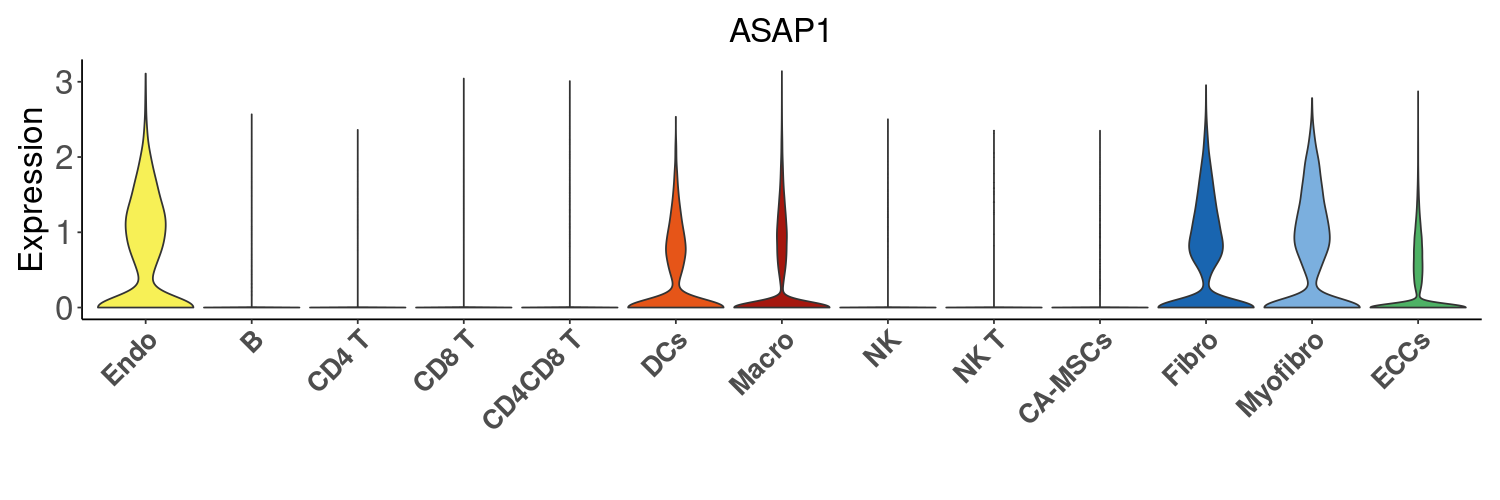 ASAP1
Expression
3
2
1
0
Endo
B
CD4 T
CD8 T
CD4CD8 T
DCs
Macro
NK
NK T
CA-MSCs
Fibro
Myofibro
ECCs